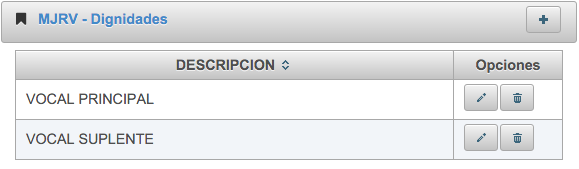 MJRV - Dignidades
DESCRIPCION Opciones
VOCAL PRINCIPAL
VOCAL SUPLENTE